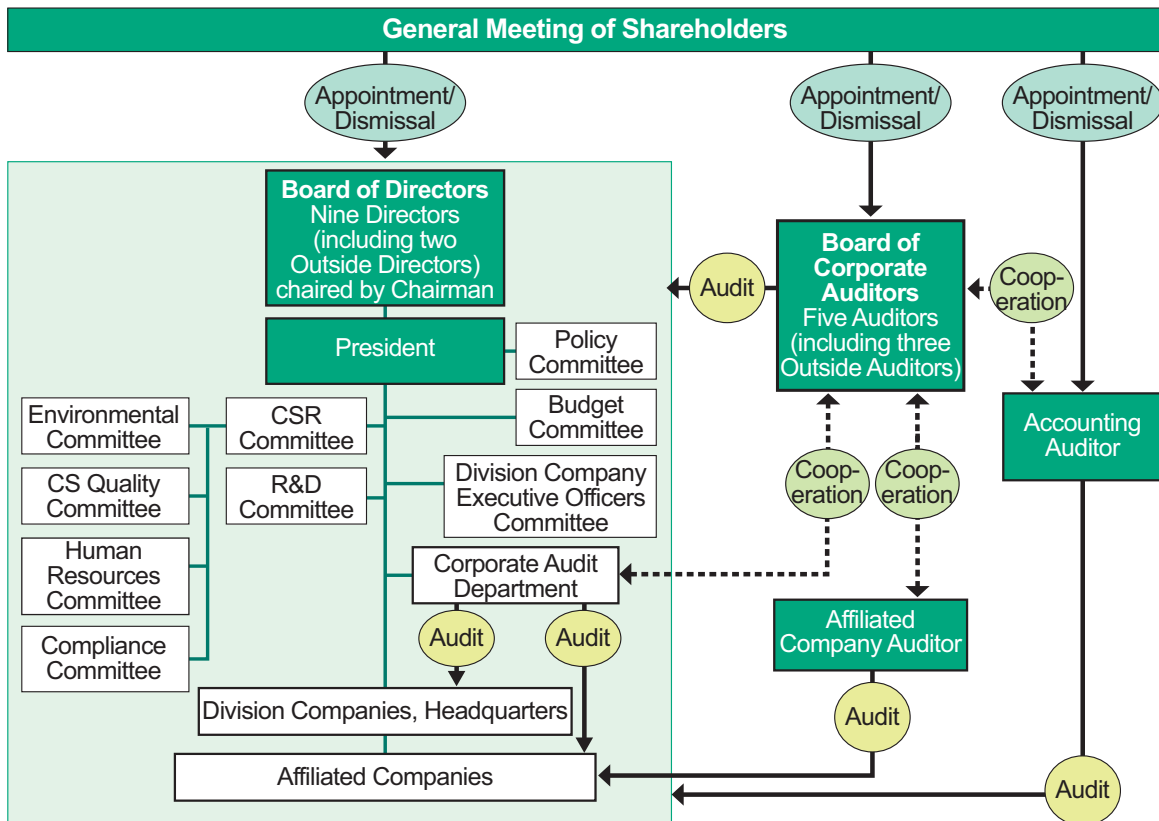 General Meeting of Shareholders
Appointment/
Dismissal
Appointment/
Dismissal
Appointment/
Dismissal
Board of Directors
Nine Directors
(including two
Outside Directors)
chaired by Chairman
Board of
Corporate
Auditors
Five Auditors
(including three
Outside Auditors)
Audit
Coop-
eration
President
Policy
Committee
Environmental
Committee
CSR
Committee
Budget
Committee
Accounting
Auditor
CS Quality
Committee
R&D
Committee
Division Company
Executive Officers
Committee
Coop-
eration
Coop-
eration
Human
Resources
Committee
Corporate Audit
Department
Compliance
Committee
Audit
Audit
Affiliated
Company Auditor
Division Companies, Headquarters
Audit
Affiliated Companies
Audit